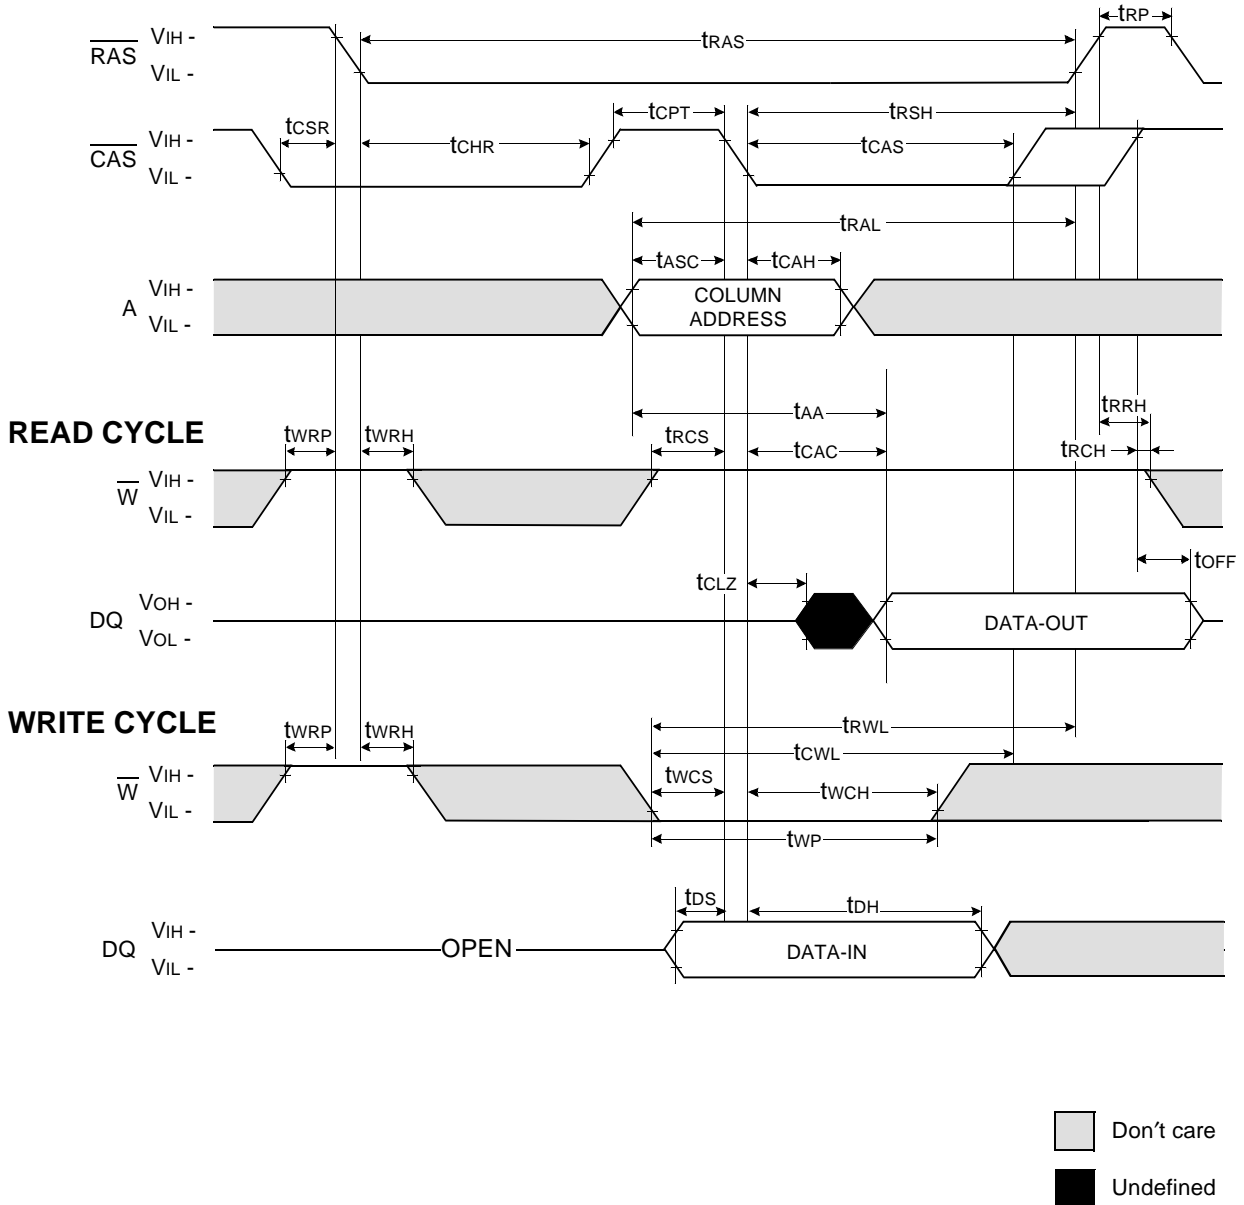 tRP
RAS VIH - tRAS
VIL -
tCPT tRSH
tCSR
CAS VIH - tCHR tCAS
VIL -
tRAL
tASC tCAH
A VIH - COLUMN
VIL - ADDRESS
tAA tRRH
READ CYCLE
tWRP tWRH tRCS tCAC tRCH
W VIH -
VIL -
tOFF
tCLZ
DQ VOH - DATA-OUT
VOL -
WRITE CYCLE
tWRP tWRH tRWL
tCWL
W VIH - tWCS tWCH
VIL -
tWP
tDS tDH
DQ VIH - OPEN DATA-IN
VIL -
Don't care
Undefined